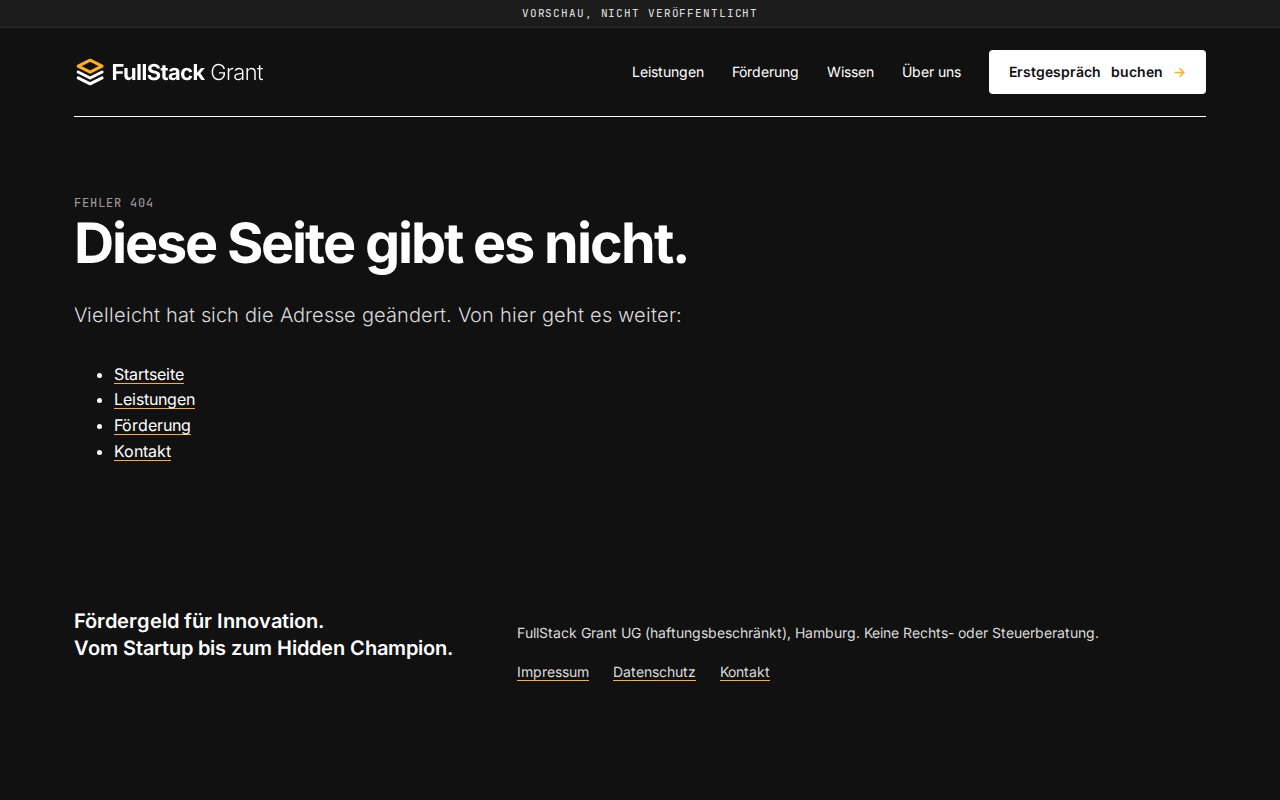 VORSCHAU, NICHT VERÖFFENTLICHT
FullStack Grant
Leistungen Förderung Wissen Über uns Erstgespräch buchen →
FEHLER 404
Diese Seite gibt es nicht.
Vielleicht hat sich die Adresse geändert. Von hier geht es weiter:
• Startseite
• Leistungen
• Förderung
• Kontakt
Fördergeld für Innovation.
Vom Startup bis zum Hidden Champion.
FullStack Grant UG (haftungsbeschränkt), Hamburg. Keine Rechts- oder Steuerberatung.
Impressum Datenschutz Kontakt